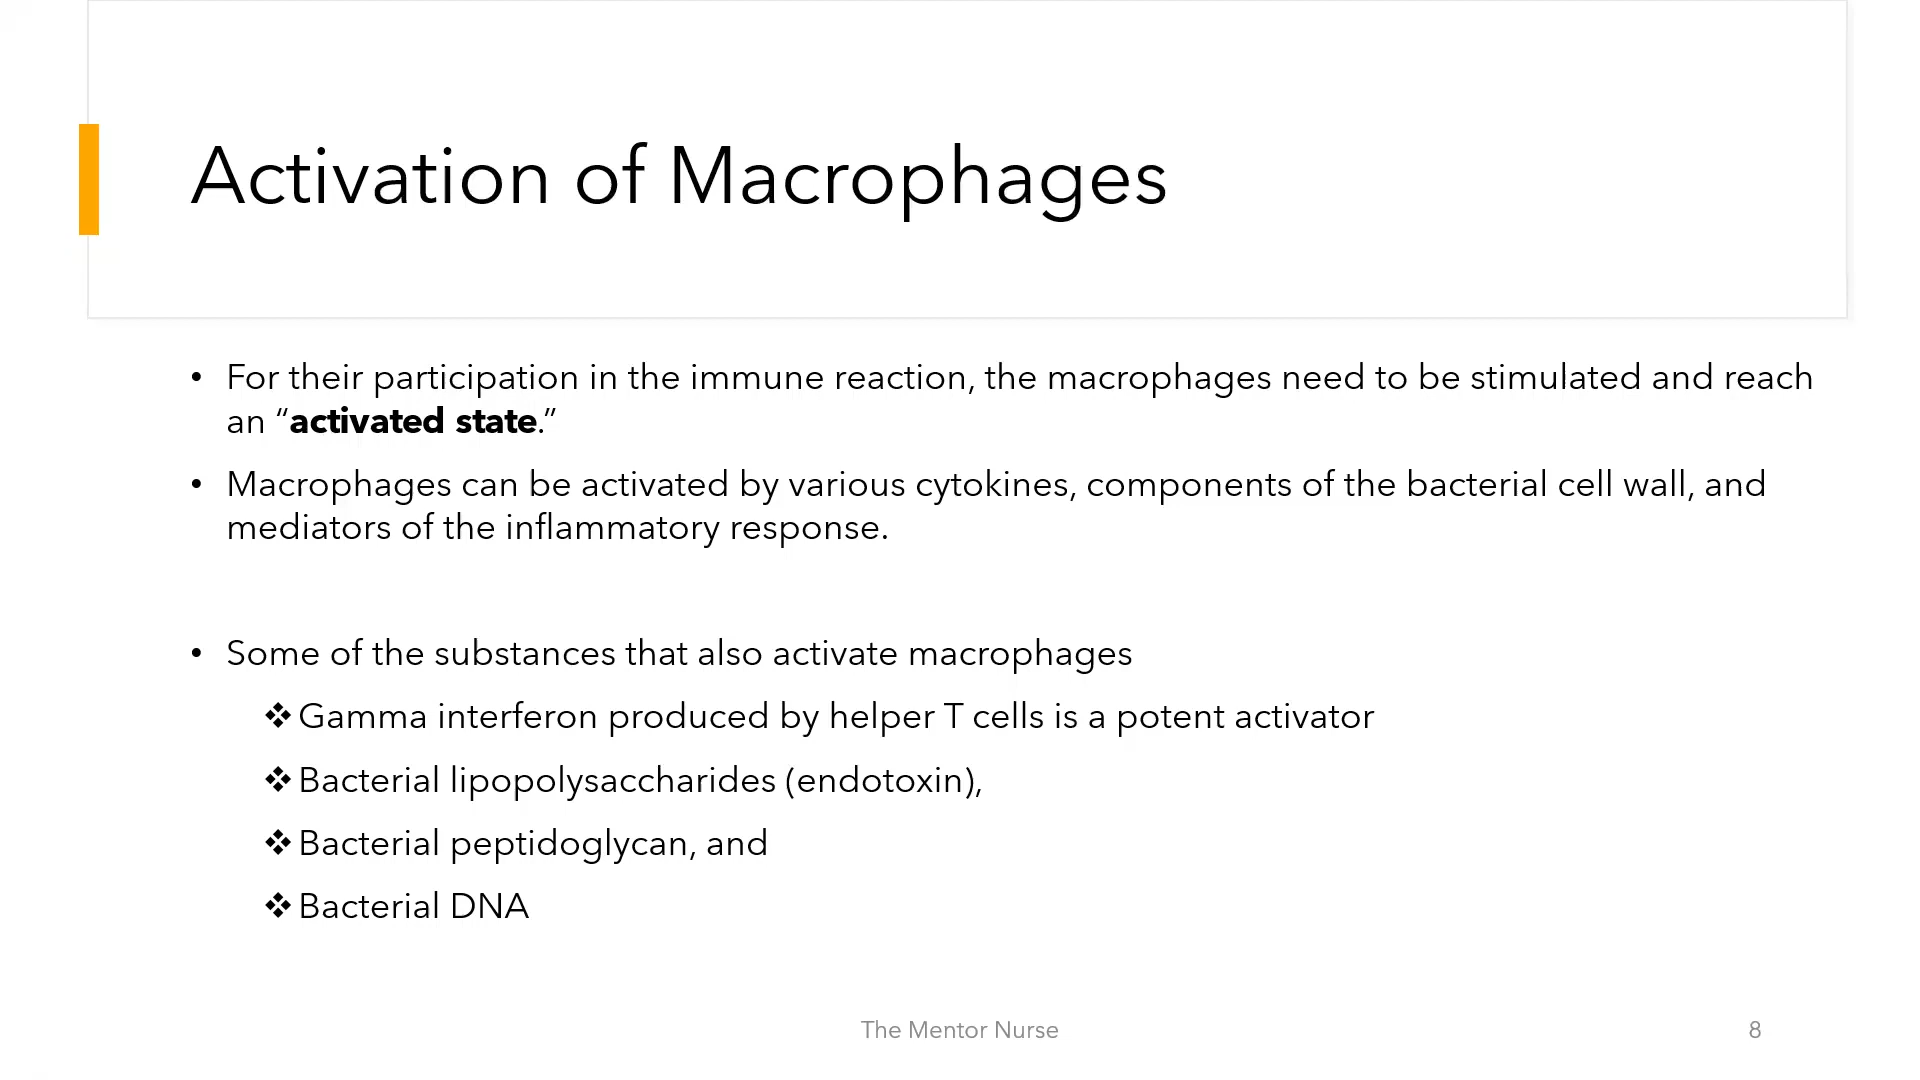 Activation of Macrophages
• For their participation in the immune reaction, the macrophages need to be stimulated and reach
an “activated state.”
• Macrophages can be activated by various cytokines, components of the bacterial cell wall, and
mediators of the inflammatory response.
• Some of the substances that also activate macrophages
❖ Gamma interferon produced by helper T cells is a potent activator
❖ Bacterial lipopolysaccharides (endotoxin),
❖ Bacterial peptidoglycan, and
❖ Bacterial DNA
The Mentor Nurse
8